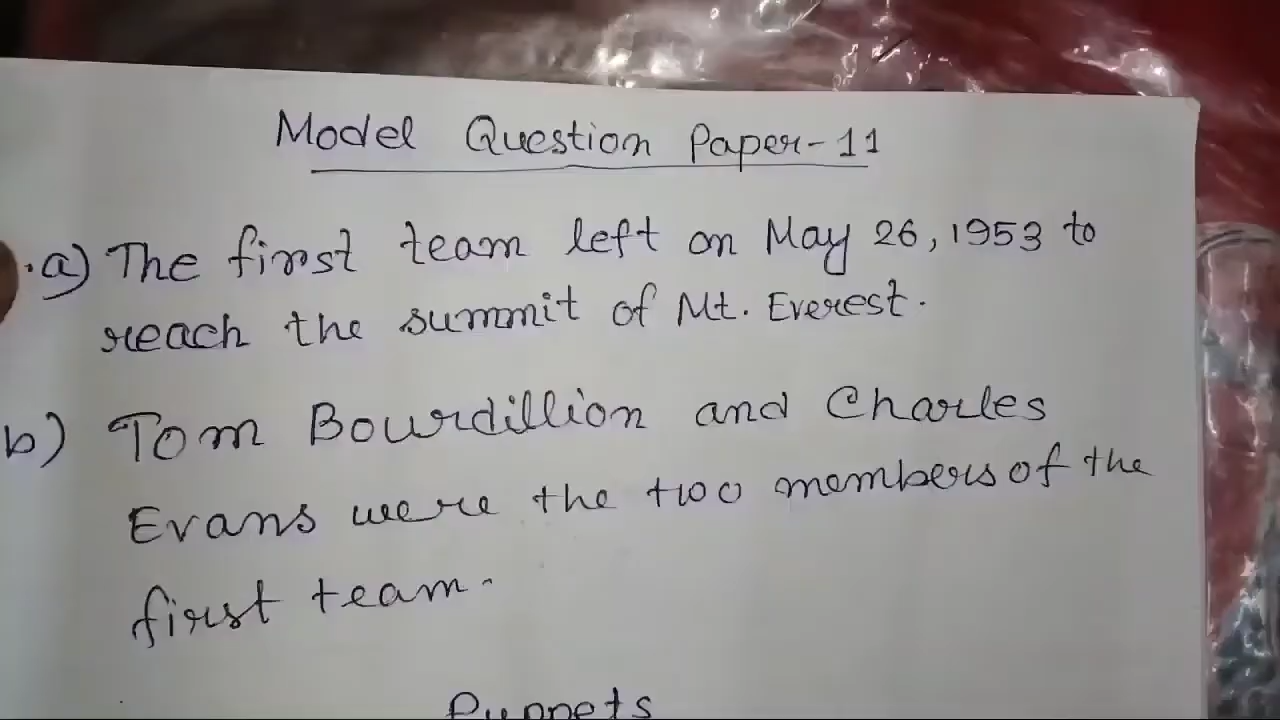 Model Question Paper-11
.a) The first team left on May 26, 1953 to
reach the summit of Mt. Everest.
b) Tom Bourdillion and Charles
Evans were the two members of the
first team.
Puppets